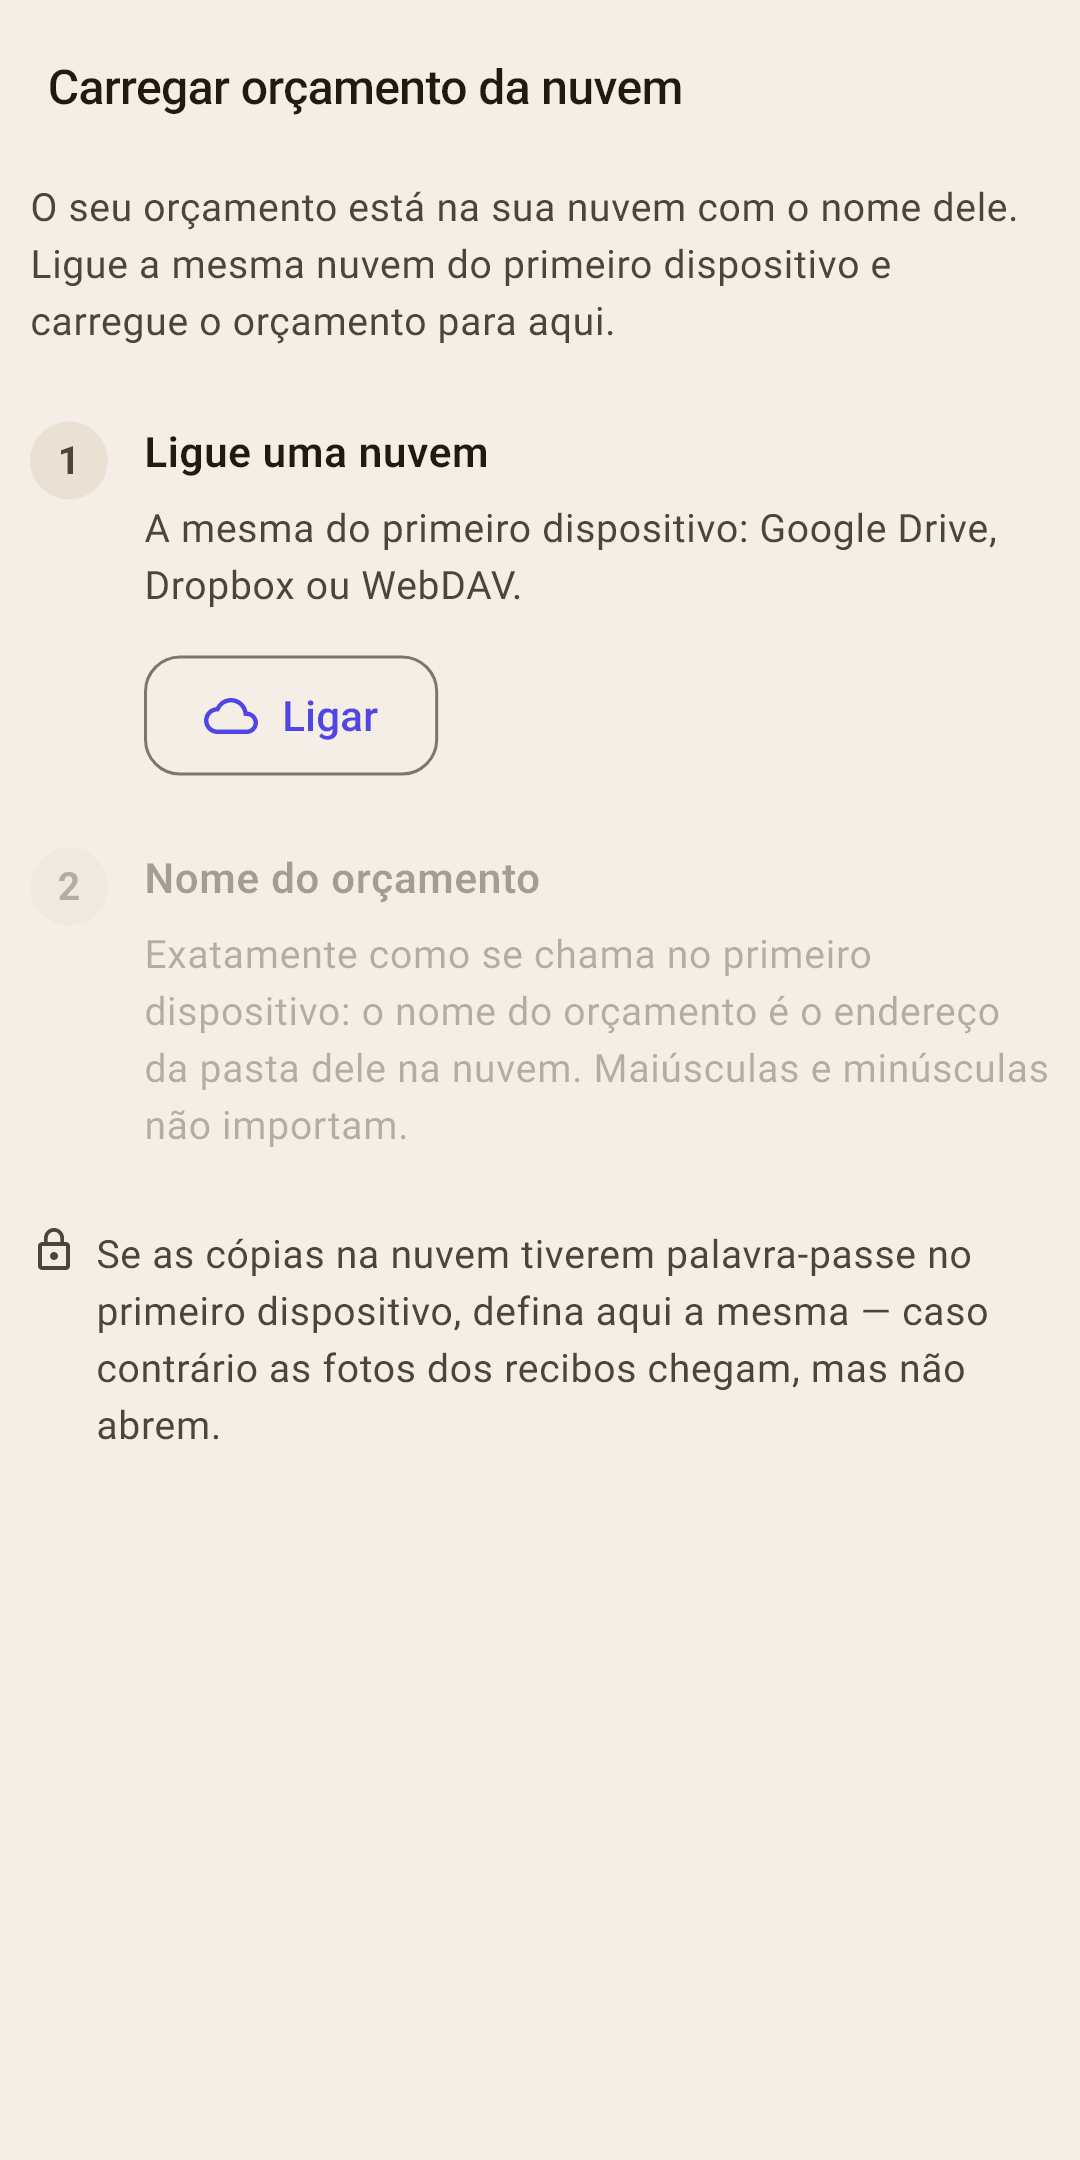 Carregar orçamento da nuvem
O seu orçamento está na sua nuvem com o nome dele.
Ligue a mesma nuvem do primeiro dispositivo e
carregue o orçamento para aqui.
1
Ligue uma nuvem
A mesma do primeiro dispositivo: Google Drive,
Dropbox ou WebDAV.
Ligar
2
Nome do orçamento
Exatamente como se chama no primeiro
dispositivo: o nome do orçamento é o endereço
da pasta dele na nuvem. Maiúsculas e minúsculas
não importam.
Se as cópias na nuvem tiverem palavra-passe no
primeiro dispositivo, defina aqui a mesma — caso
contrário as fotos dos recibos chegam, mas não
abrem.